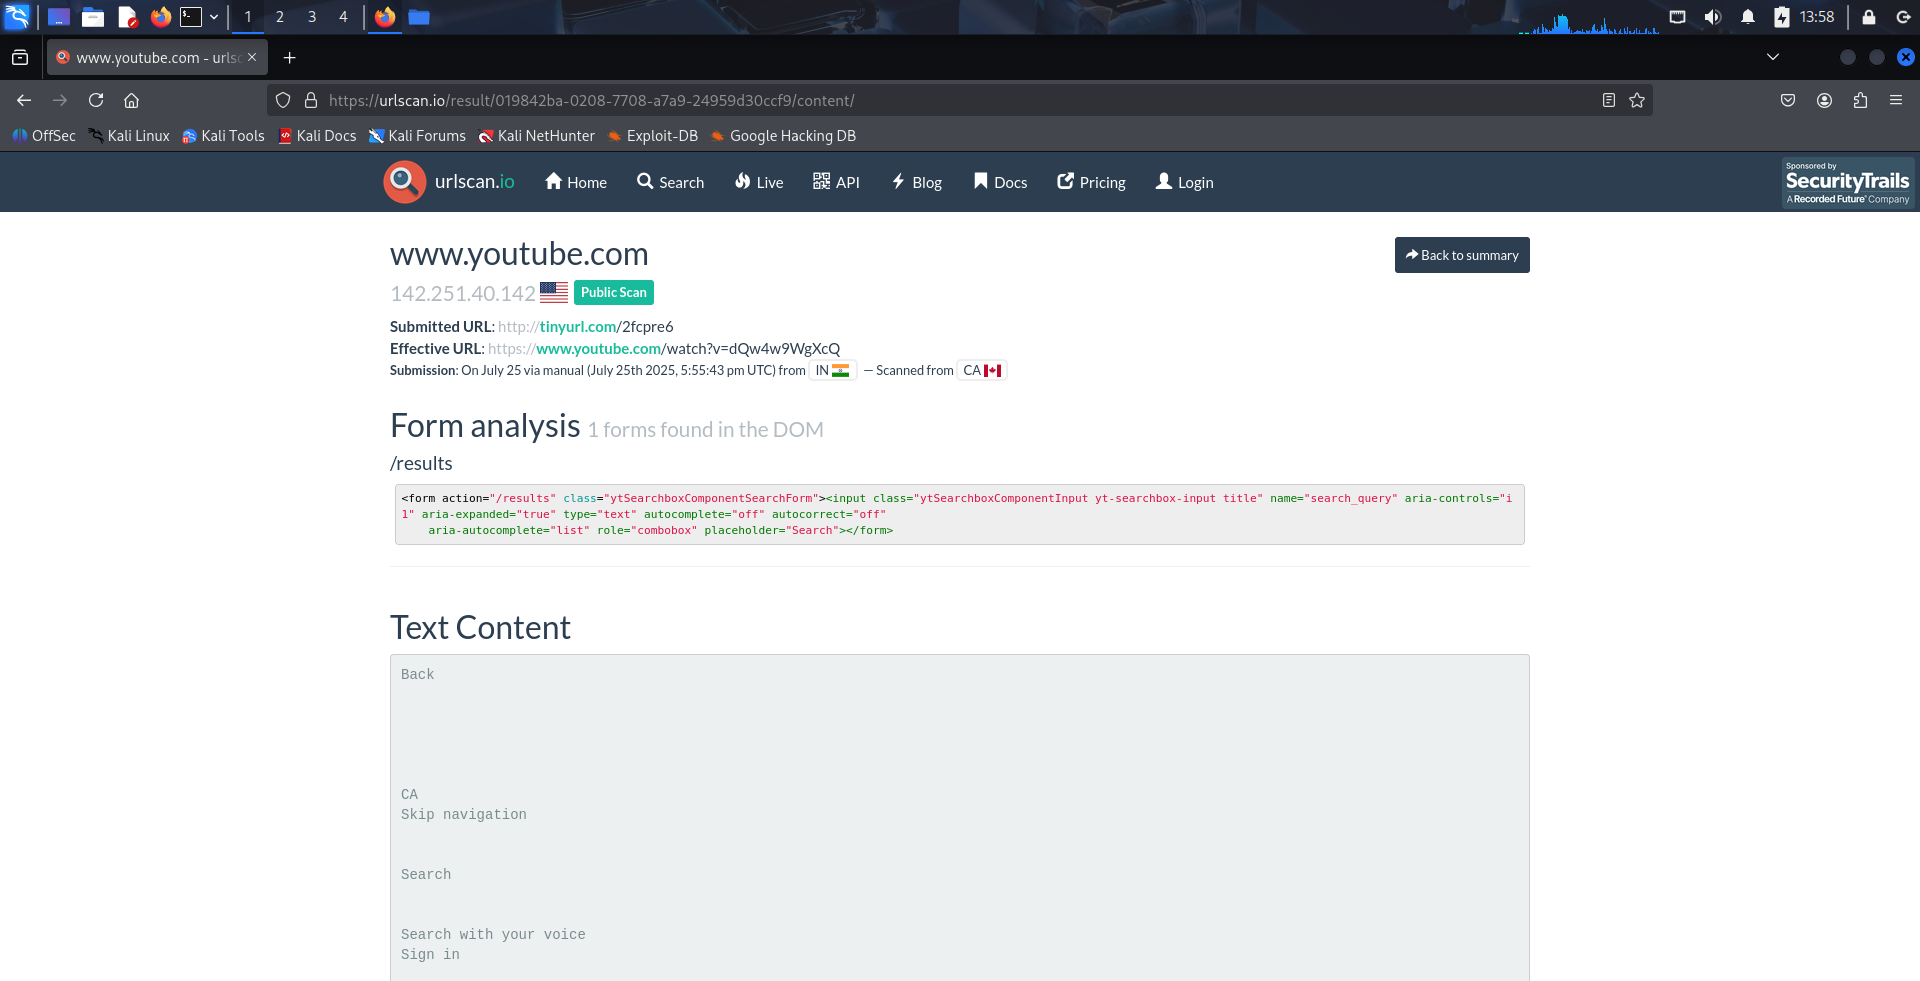 1 2 3 4 13:58
www.youtube.com - urlsc
https://urlscan.io/result/019842ba-0208-7708-a7a9-24959d30ccf9/content/
OffSec Kali Linux Kali Tools Kali Docs Kali Forums Kali NetHunter Exploit-DB Google Hacking DB
urlscan.io Home Search Live API Blog Docs Pricing Login
Sponsored by
SecurityTrails
A Recorded Future® Company
www.youtube.com
Back to summary
142.251.40.142 Public Scan
Submitted URL: http://tinyurl.com/2fcpre6
Effective URL: https://www.youtube.com/watch?v=dQw4w9WgXcQ
Submission: On July 25 via manual (July 25th 2025, 5:55:43 pm UTC) from IN — Scanned from CA
Form analysis 1 forms found in the DOM
/results
<form action="/results" class="ytSearchboxComponentSearchForm"><input class="ytSearchboxComponentInput yt-searchbox-input title" name="search_query" aria-controls="i
1" aria-expanded="true" type="text" autocomplete="off" autocorrect="off"
aria-autocomplete="list" role="combobox" placeholder="Search"></form>
Text Content
Back
CA
Skip navigation
Search
Search with your voice
Sign in